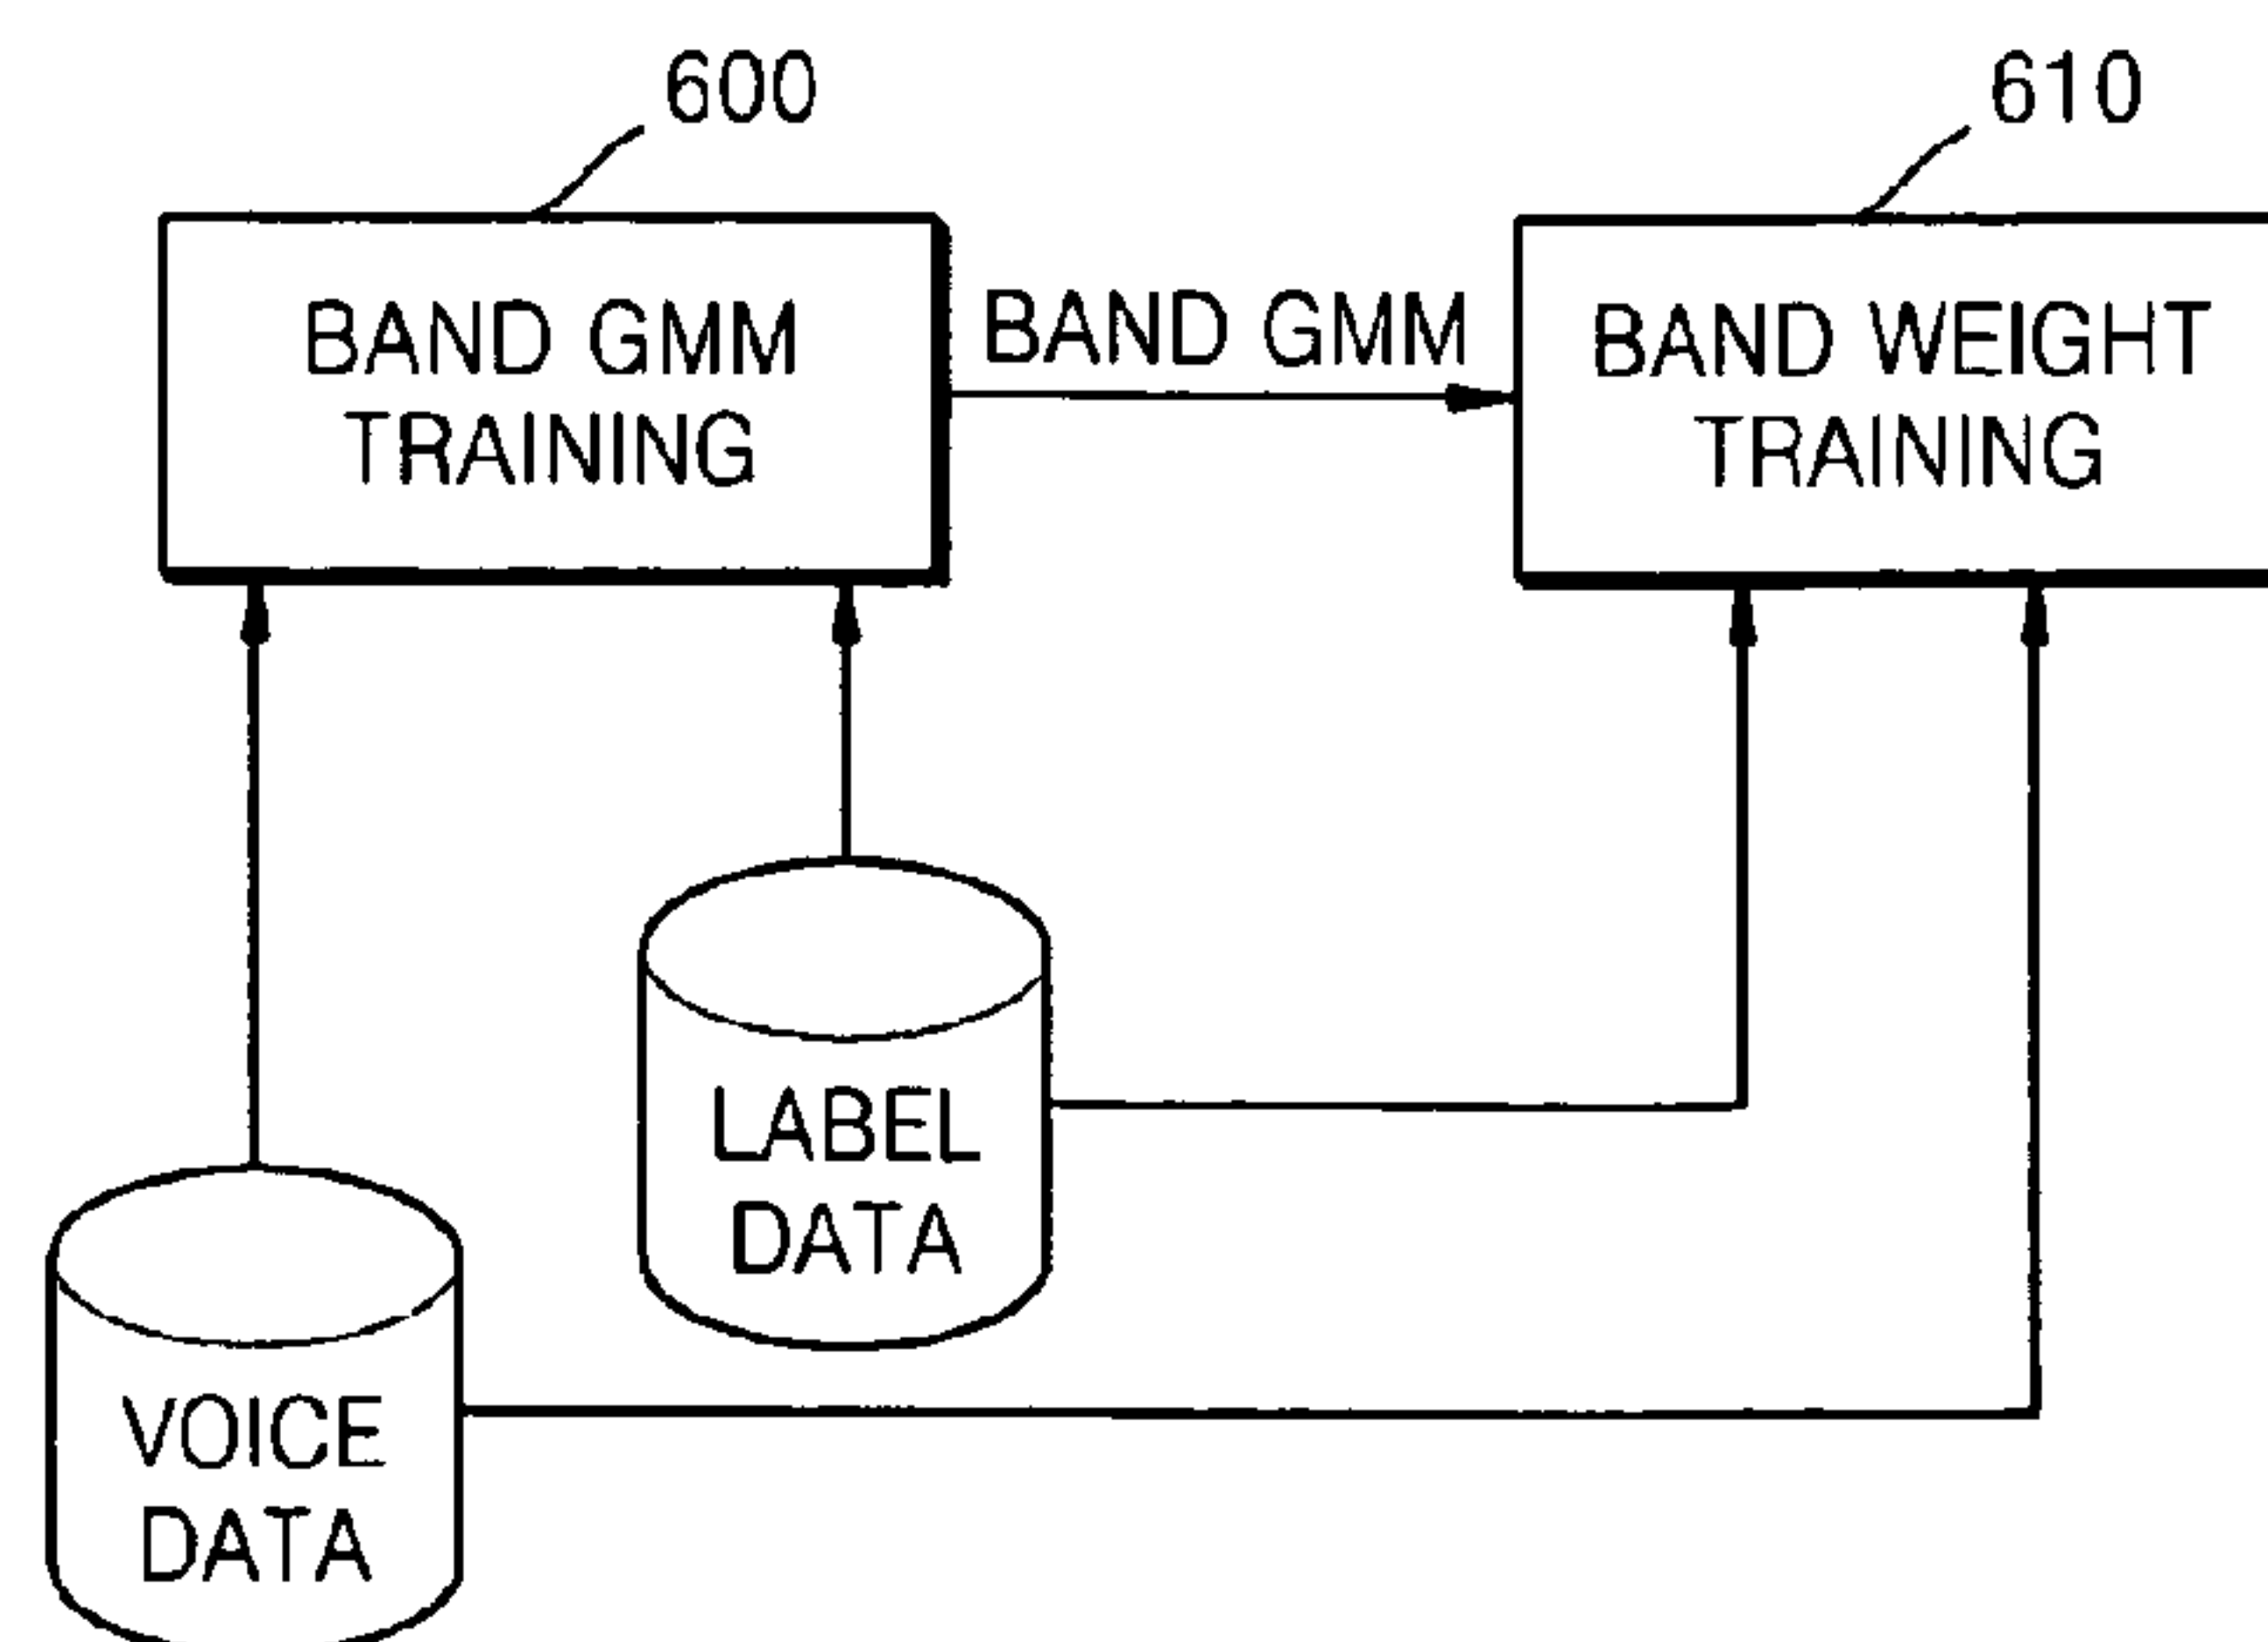 600
610
BAND GMM
TRAINING
BAND GMM
BAND WEIGHT
TRAINING
LABEL
DATA
VOICE
DATA